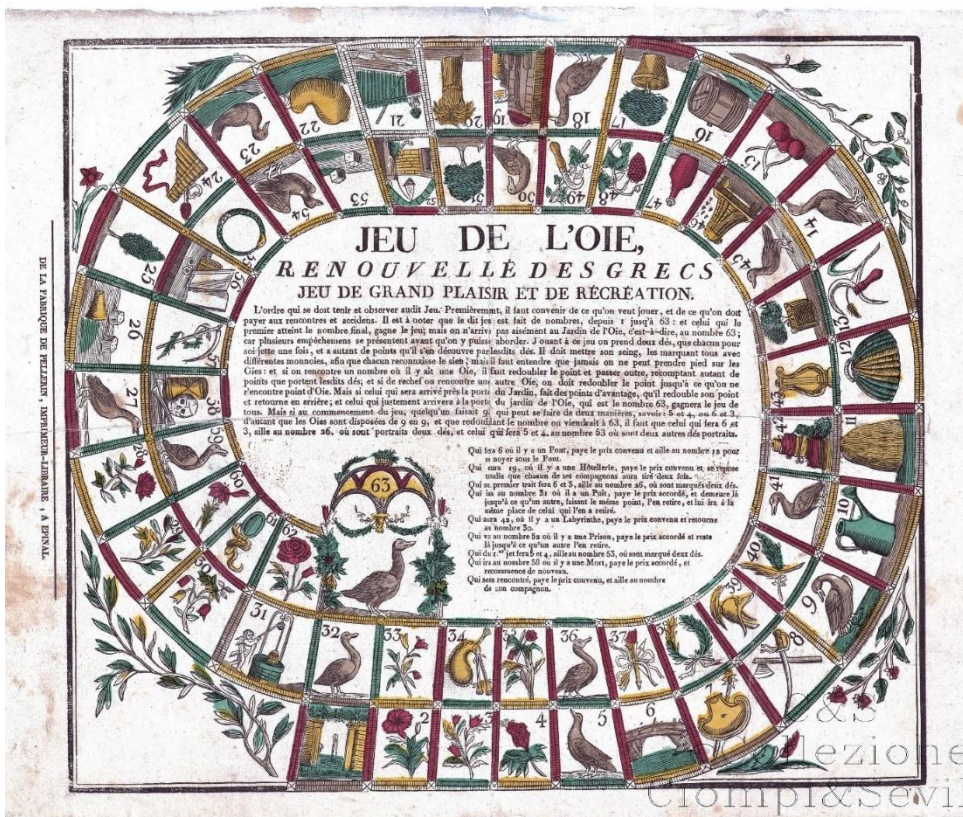 JEU DE L'OIE,
RENOUVELLÉ DES GRECS
JEU DE GRAND PLAISIR ET DE RÉCRÉATION.
L'ordre qui se doit tenir et observer audit Jeu. Premièrement, il faut convenir de ce qu'on veut jouer, et de ce qu'on doit
payer aux rencontres et accidens. Il est à noter que le dit jeu est fait de nombres, depuis 1 jusq'à 63: et celui qui le
premier atteint le nombre final, gagne le jeu; mais on n'arrive pas aisément au Jardin de l'Oie, c'est-à-dire, au nombre 63;
car plusieurs empêchemens se présentent avant qu'on y puisse aborder. Jouant à ce jeu on prend deux dés, que chacun pour
soi jette une fois, et a autant de points qu'il s'en découvre par lesdits dés. Il doit mettre son seing, les marquant tous avec
différentes monnoies, afin que chacun reconnaisse le sien; mais il faut entendre que jamais on ne peut prendre pied sur les
Oies: et si on rencontre un nombre où il y ait une Oie, il faut redoubler le point et passer outre, recomptant autant de
points que portent lesdits dés; et si de rechef on rencontre une autre Oie, on doit redoubler le point jusqu'à ce qu'on ne
rencontre point d'Oie. Mais si celui qui sera arrivé près la porte du Jardin, fait des points d'avantage, qu'il redouble son point
et retourne en arrière; et celui qui justement arrivera à la porte du jardin de l'Oie, qui est le nombre 63, gagnera le jeu de
tous. Mais si au commencement du jeu, quelqu'un faisait 9, qui peut se faire de deux manières, savoir: 5 et 4, ou 6 et 3,
d'autant que les Oies sont disposées de 9 en 9, et que redoublant le nombre on viendrait à 63, il faut que celui qui fera 6 et
3, aille au nombre 26, où sont portraits deux dés, et celui qui fera 5 et 4, au nombre 53 où sont deux autres dés portraits.
Qui fera 6 où il y a un Pont, paye le prix convenu et aille au nombre 12 pour
se noyer sous le Pont.
Qui aura 19, où il y a une Hôtellerie, paye le prix convenu et se repose
tandis que chacun de ses compagnons aura tiré deux fois.
Qui au premier trait fera 6 et 3, aille au nombre 26, où sont marqués deux dés.
Qui ira au nombre 31 où il a un Puit, paye le prix accordé, et demeure là
jusqu'à ce qu'un autre, faisant le même point, l'en retire, et lui ira à la
même place de celui qui l'en a retiré.
Qui aura 42, où il y a un Labyrinthe, paye le prix convenu et retourne
au nombre 30.
Qui va au nombre 52 où il y a une Prison, paye le prix accordé et reste
là jusqu'à ce qu'un autre l'en retire.
Qui du 1.er jet fera 5 et 4, aille au nombre 53, où sont marqué deux dés.
Qui ira au nombre 58 où il y a une Mort, paye le prix accordé, et
recommence de nouveau.
Qui sera rencontré, paye le prix convenu, et aille au nombre
de son compagnon.
63
2
3
4
5
6
7
8
9
10
11
12
13
14
15
16
17
18
19
20
21
22
23
24
25
26
27
28
29
30
31
32
33
34
35
36
37
38
39
40
41
42
43
45
46
47
48
49
50
51
52
53
54
55
56
57
58
59
60
61
62
DE LA FABRIQUE DE PELLERIN, IMPRIMEUR-LIBRAIRE, A EPINAL.
C&S
Collezione
Ciompi&Sevil